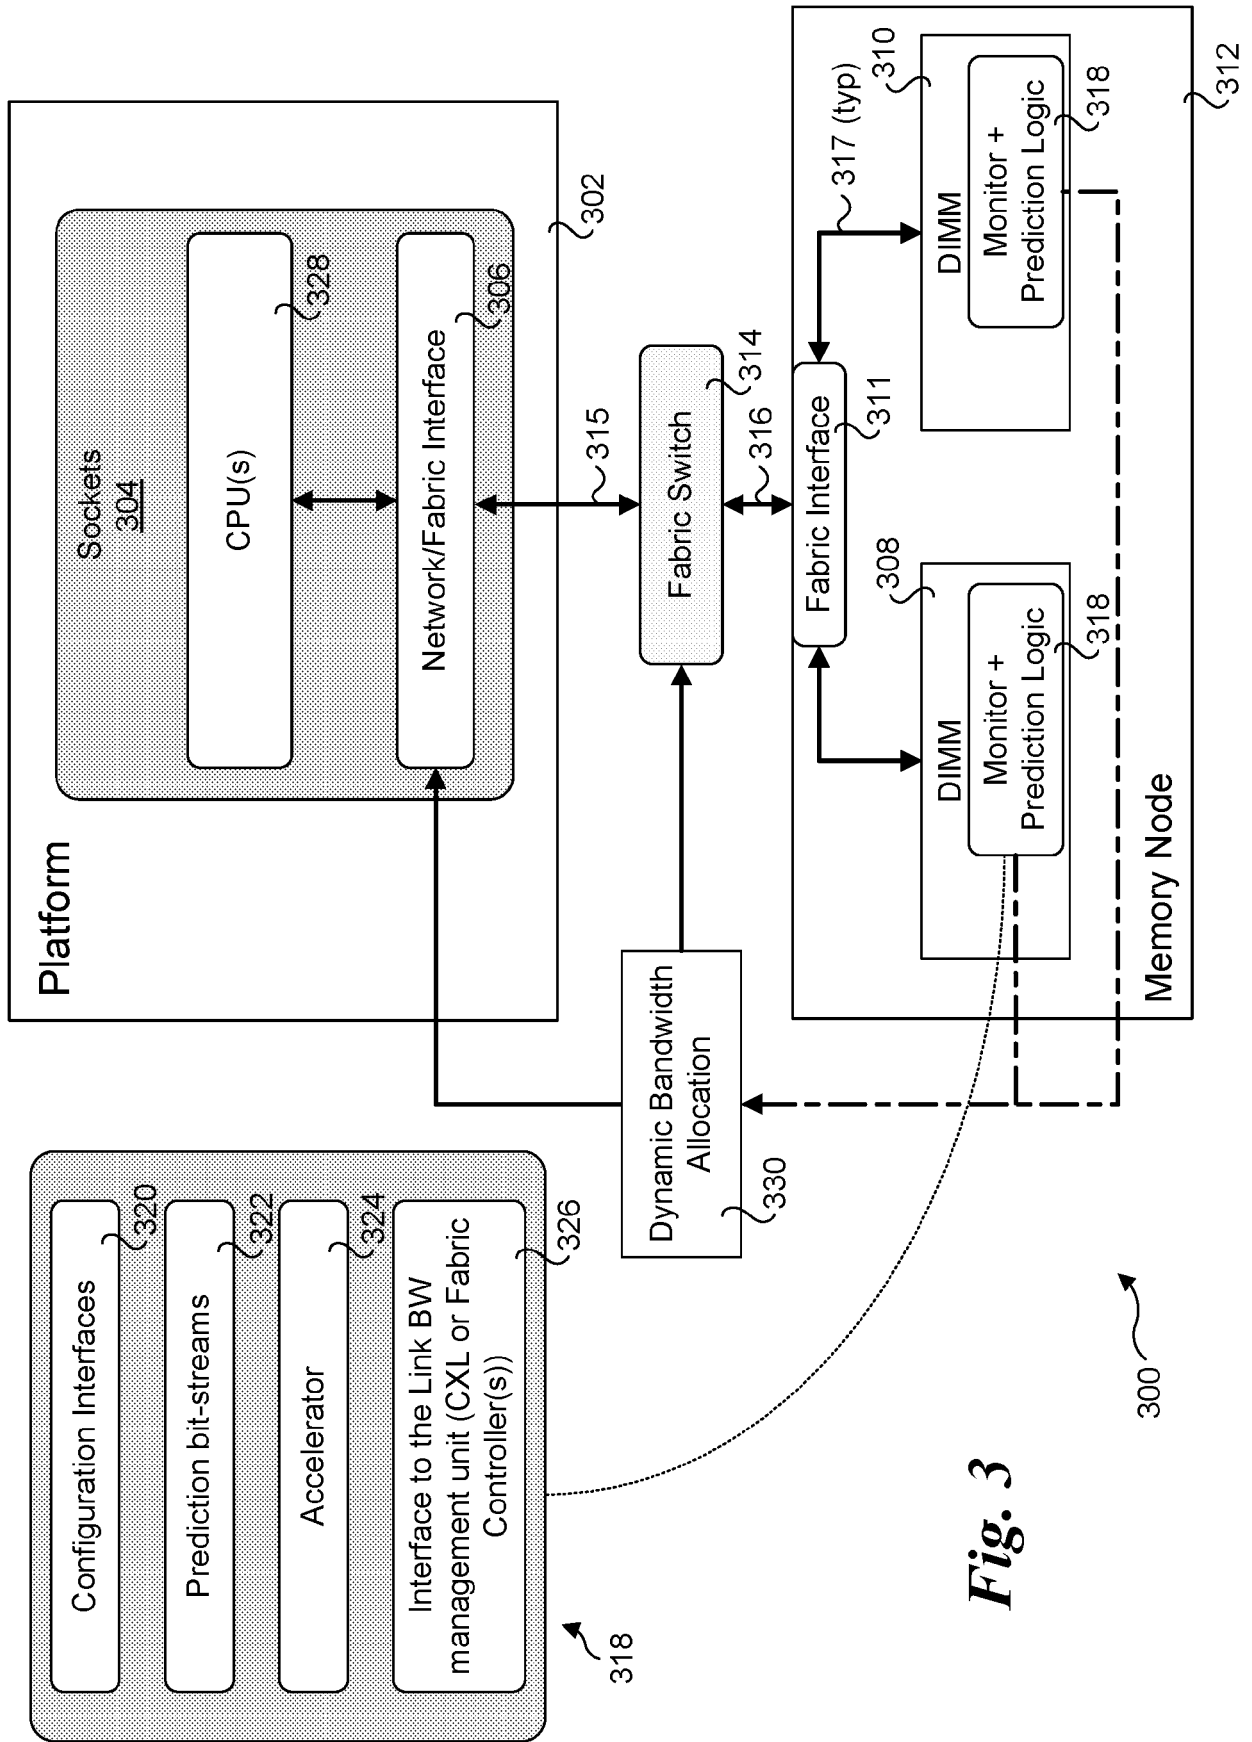 Platform
Sockets
304
CPU(s)
328
Network/Fabric Interface
306
302
315
Fabric Switch
314
316
Fabric Interface
311
317 (typ)
DIMM
308
Monitor +
Prediction Logic
318
DIMM
310
Monitor +
Prediction Logic
318
Memory Node
312
Dynamic Bandwidth
Allocation
330
Configuration Interfaces
320
Prediction bit-streams
322
Accelerator
324
Interface to the Link BW
management unit (CXL or Fabric
Controller(s))
326
318
300
Fig. 3